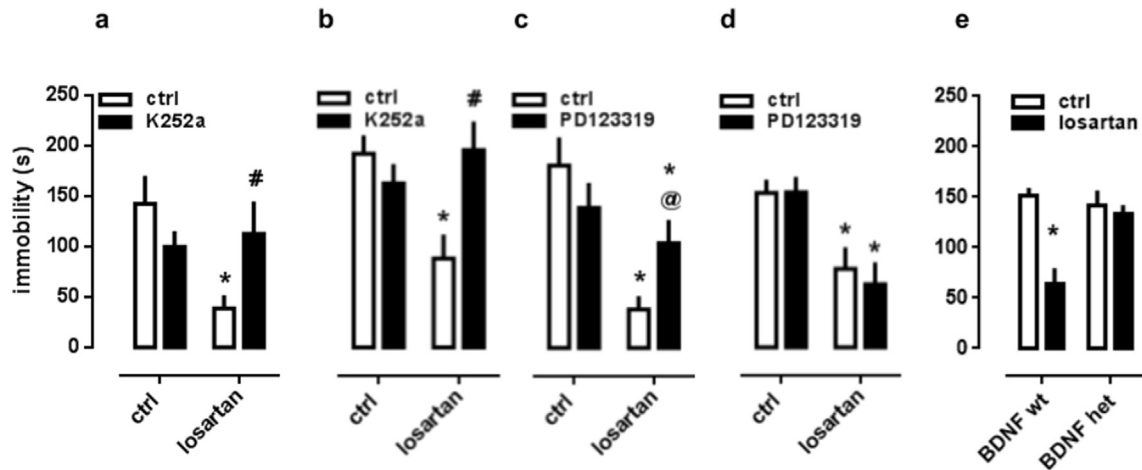 a
b
c
d
e
ctrl
K252a
ctrl
K252a
#
ctrl
PD123319
ctrl
PD123319
ctrl
losartan
immobility (s)
250
200
150
100
50
0
*
#
*
*
*
@
*
*
*
250
200
150
100
50
0
ctrl
losartan
ctrl
losartan
ctrl
losartan
ctrl
losartan
BDNF wt
BDNF het